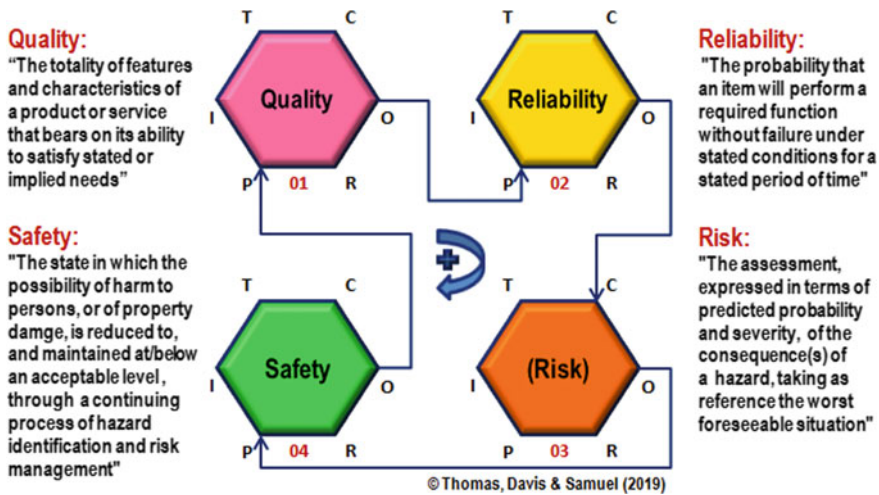 Quality:
“The totality of features
and characteristics of
a product or service
that bears on its ability
to satisfy stated or
implied needs”
T
C
I
Quality
O
P
01
R
T
C
I
Reliability
O
P
02
R
Reliability:
"The probability that
an item will perform a
required function
without failure under
stated conditions for a
stated period of time"
Safety:
"The state in which the
possibility of harm to
persons, or of property
damge, is reduced to,
and maintained at/below
an acceptable level,
through a continuing
process of hazard
identification and risk
management"
T
C
I
Safety
O
P
04
R
T
C
I
(Risk)
O
P
03
R
Risk:
"The assessment,
expressed in terms of
predicted probability
and severity, of the
consequence(s) of
a hazard, taking as
reference the worst
foreseeable situation"
© Thomas, Davis & Samuel (2019)